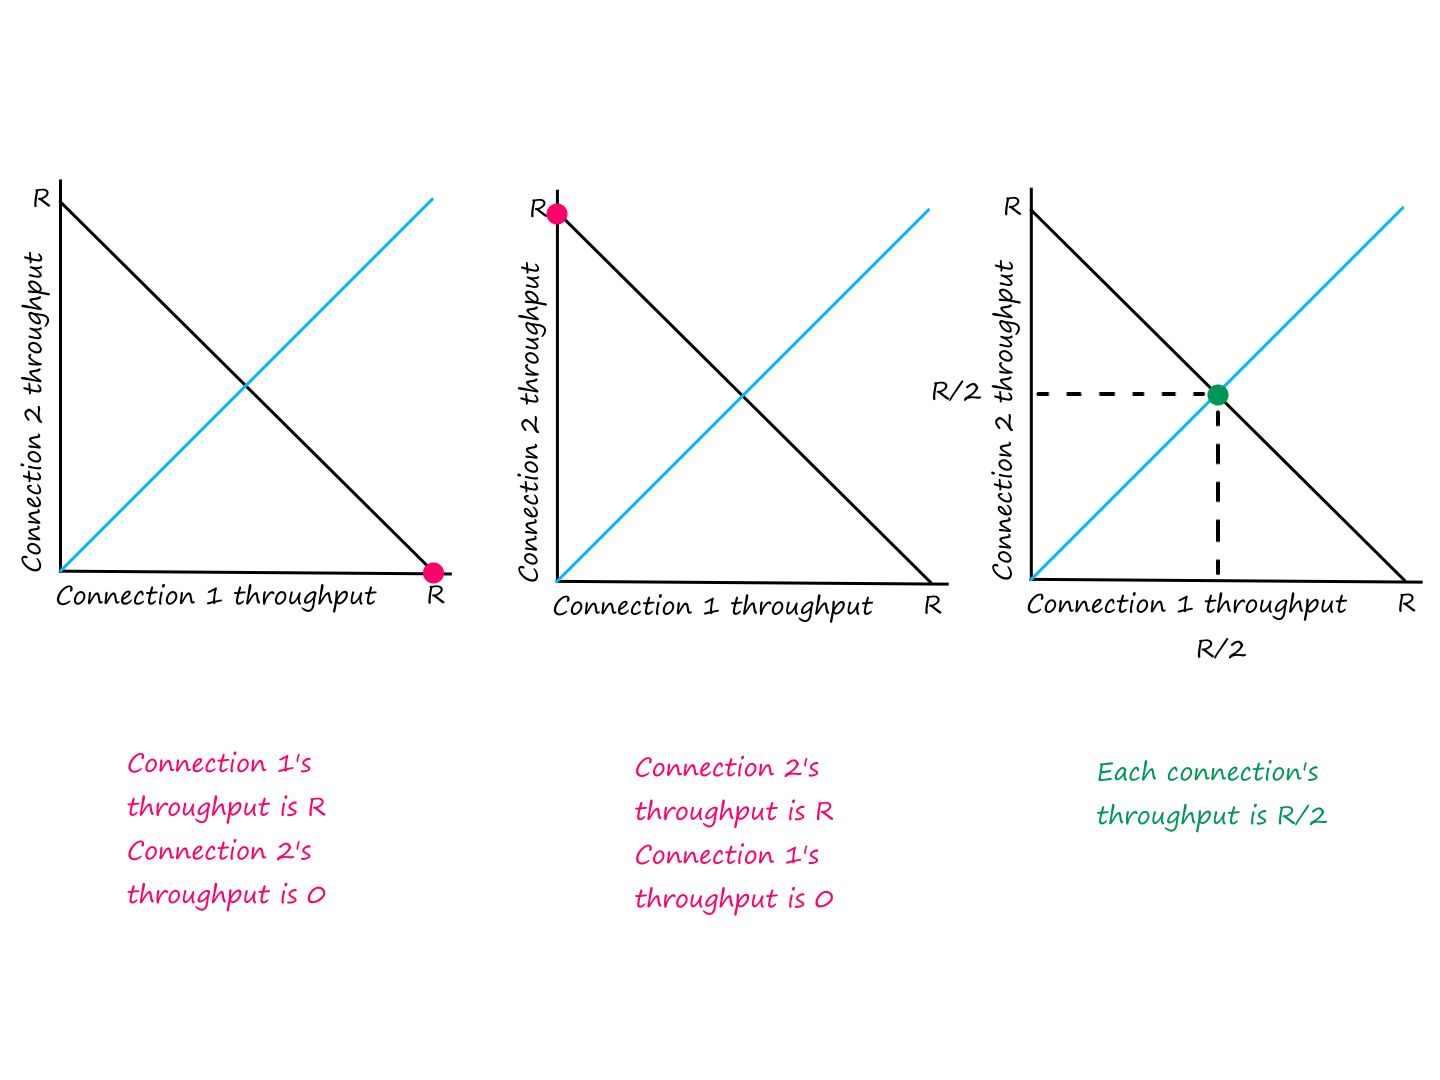 R
Connection 2 throughput
Connection 1 throughput
R
R
Connection 2 throughput
Connection 1 throughput
R
R
R/2
Connection 2 throughput
Connection 1 throughput
R
R/2
Connection 1's
throughput is R
Connection 2's
throughput is 0
Connection 2's
throughput is R
Connection 1's
throughput is 0
Each connection's
throughput is R/2